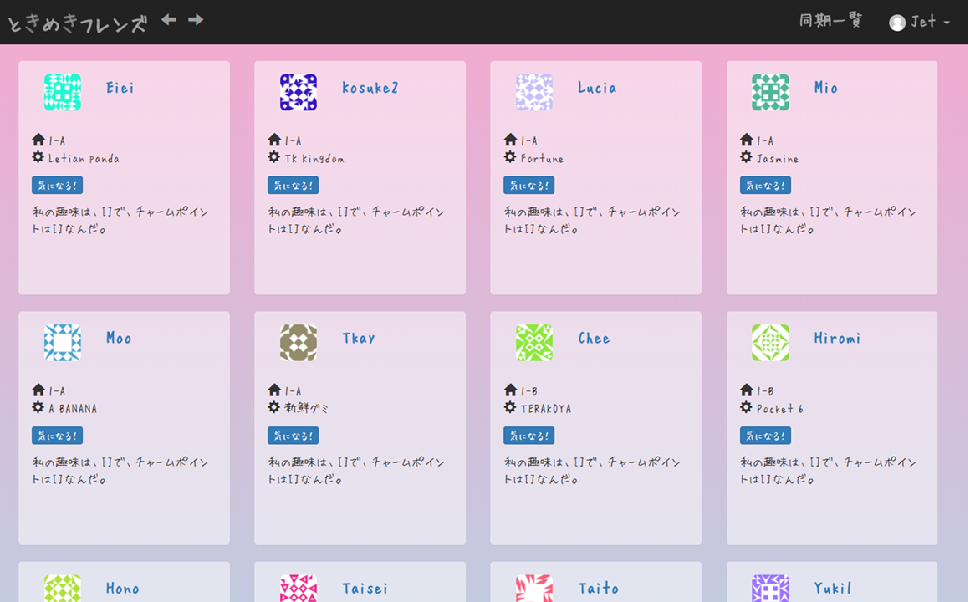 ときめきフレンズ
同期一覧
Jet
Eiei
1-A
Letian panda
気になる!
私の趣味は、[]で、チャームポイン
トは[]なんだ。
kosuke2
1-A
TK kingdom
気になる!
私の趣味は、[]で、チャームポイン
トは[]なんだ。
Lucia
1-A
Fortune
気になる!
私の趣味は、[]で、チャームポイン
トは[]なんだ。
Mio
1-A
Jasmine
気になる!
私の趣味は、[]で、チャームポイン
トは[]なんだ。
Moo
1-A
A BANANA
気になる!
私の趣味は、[]で、チャームポイン
トは[]なんだ。
Tkay
1-A
新鮮グミ
気になる!
私の趣味は、[]で、チャームポイン
トは[]なんだ。
Chee
1-B
TERAKOYA
気になる!
私の趣味は、[]で、チャームポイン
トは[]なんだ。
Hiromi
1-B
Pocket 6
気になる!
私の趣味は、[]で、チャームポイン
トは[]なんだ。
Hono
Taisei
Taito
Yuki1